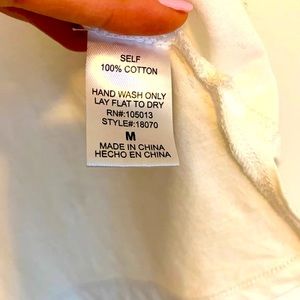 SELF
100% COTTON
HAND WASH ONLY
LAY FLAT TO DRY
RN#:105013
STYLE#:18070
M
MADE IN CHINA
HECHO EN CHINA